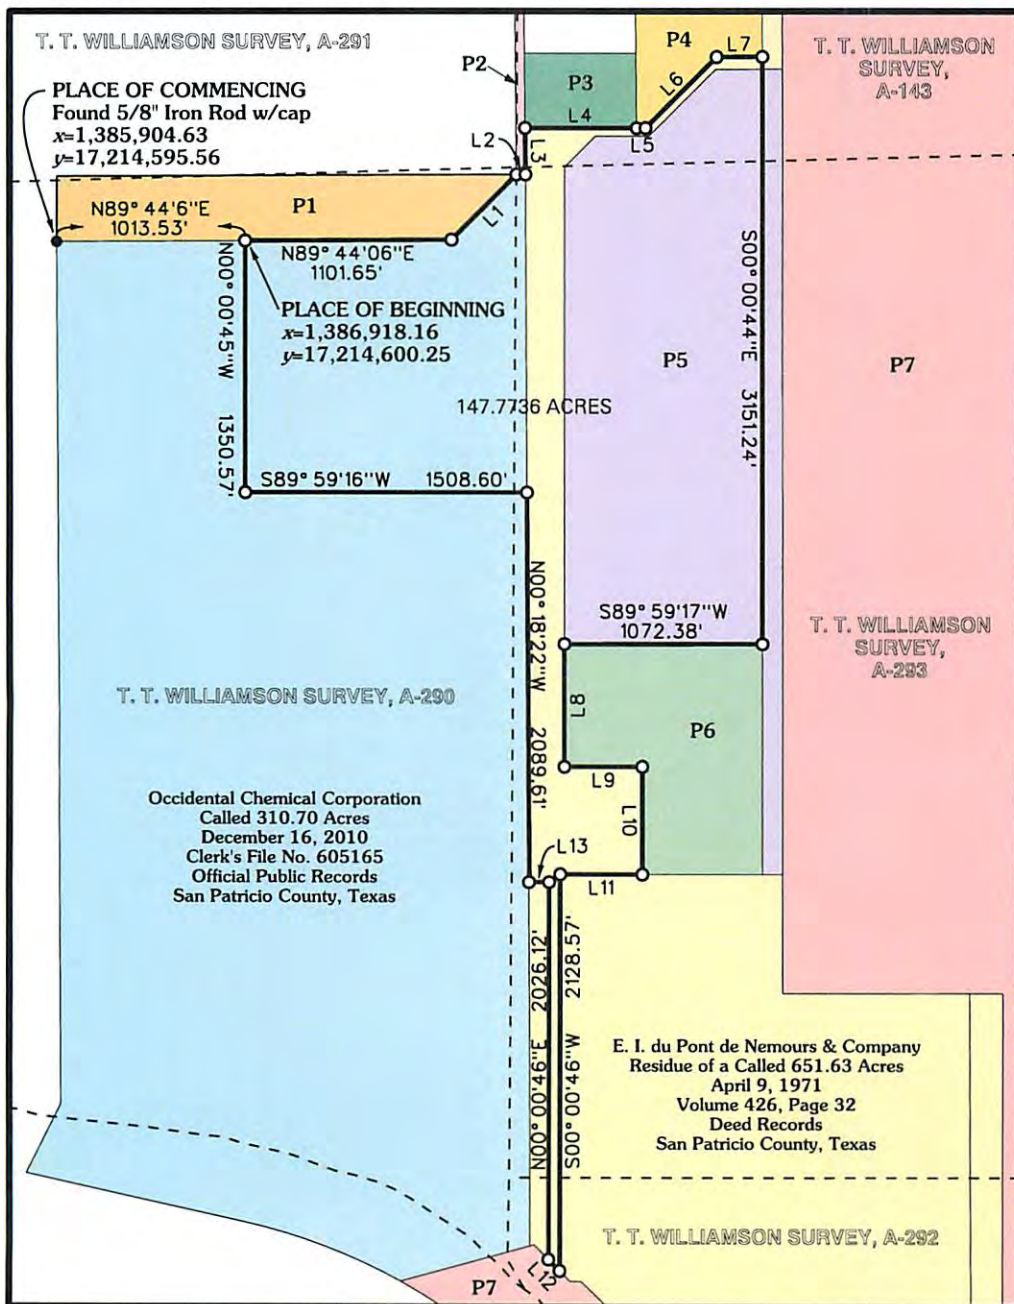 T. T. WILLIAMSON SURVEY, A-291
PLACE OF COMMENCING
Found 5/8" Iron Rod w/cap
x=1,385,904.63
y=17,214,595.56
P2
P3
P4
L7
L6
L4
L5
L2
L3
T. T. WILLIAMSON
SURVEY,
A-143
N89° 44'6"E
1013.53'
P1
L1
N89° 44'06"E
1101.65'
PLACE OF BEGINNING
x=1,386,918.16
y=17,214,600.25
N00° 00'45"W 1350.57'
S00° 00'44"E 3151.24'
P5
P7
147.7736 ACRES
S89° 59'16"W 1508.60'
N00° 18'22"W 2089.61'
S89° 59'17"W
1072.38'
T. T. WILLIAMSON
SURVEY,
A-293
T. T. WILLIAMSON SURVEY, A-290
L8
P6
L9
L10
Occidental Chemical Corporation
Called 310.70 Acres
December 16, 2010
Clerk's File No. 605165
Official Public Records
San Patricio County, Texas
L13
L11
N00° 00'46"E 2026.12'
S00° 00'46"W 2128.57'
E. I. du Pont de Nemours & Company
Residue of a Called 651.63 Acres
April 9, 1971
Volume 426, Page 32
Deed Records
San Patricio County, Texas
T. T. WILLIAMSON SURVEY, A-292
L12
P7